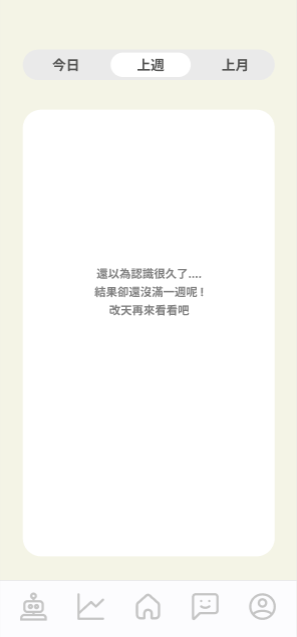 今日
上週
上月
還以為認識很久了....
結果卻還沒滿一週呢！
改天再來看看吧